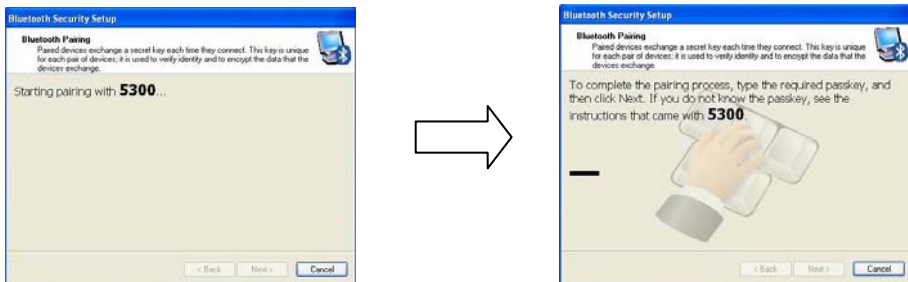 Bluetooth Security Setup
Bluetooth Pairing
Paired devices exchange a secret key each time they connect. This key is unique
for each pair of devices; it is used to verify identity and to encrypt the data that the
devices exchange.
Starting pairing with 5300...
< Back Next > Cancel
Bluetooth Security Setup
Bluetooth Pairing
Paired devices exchange a secret key each time they connect. This key is unique
for each pair of devices; it is used to verify identity and to encrypt the data that the
devices exchange.
To complete the pairing process, type the required passkey, and
then click Next. If you do not know the passkey, see the
instructions that came with 5300
< Back Next > Cancel